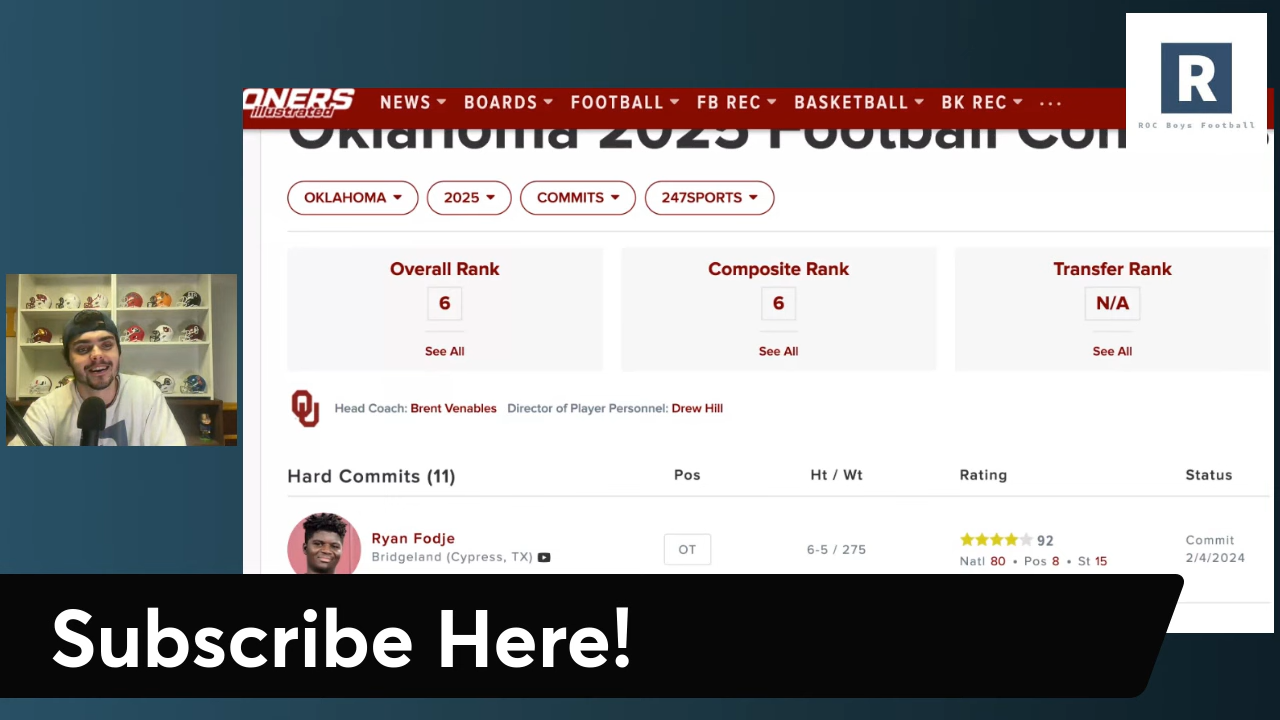 ONERS
Illustrated
NEWS BOARDS FOOTBALL FB REC BASKETBALL BK REC ...
R
ROC Boys Football
Oklahoma 2025 Football Con
OKLAHOMA 2025 COMMITS 247SPORTS
Overall Rank Composite Rank Transfer Rank
6 6 N/A
See All See All See All
OU Head Coach: Brent Venables Director of Player Personnel: Drew Hill
Hard Commits (11) Pos Ht / Wt Rating Status
Ryan Fodje
Bridgeland (Cypress, TX)
OT 6-5 / 275
92
Natl 80 • Pos 8 • St 15
Commit
2/4/2024
Subscribe Here!